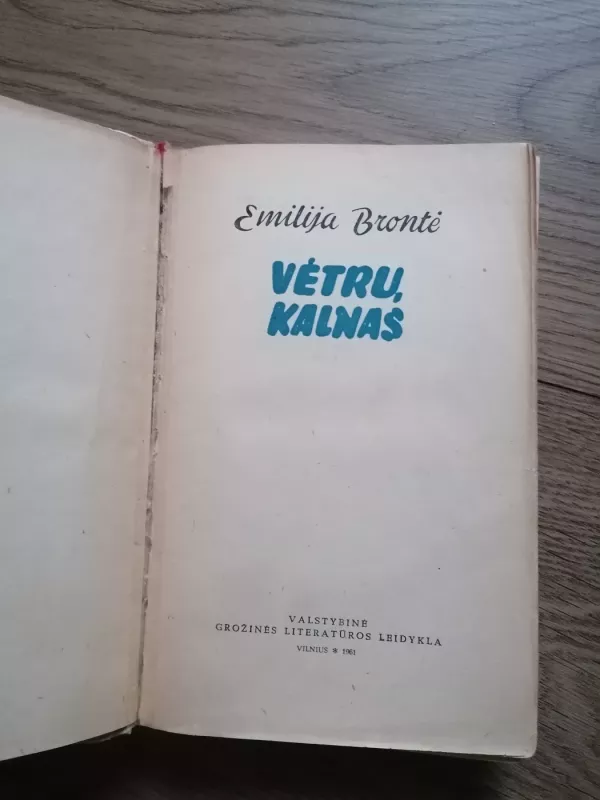 Emilija Brontė
VĖTRŲ
KALNAS
VALSTYBINĖ
GROŽINĖS LITERATŪROS LEIDYKLA
VILNIUS * 1961